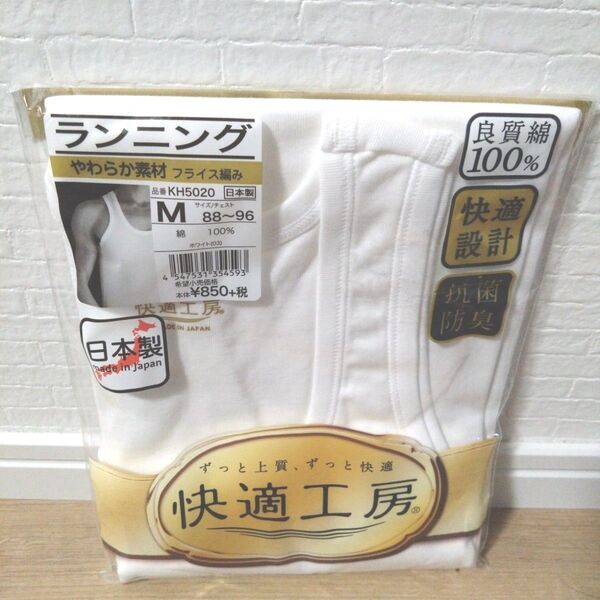 ランニング
やわらか素材 フライス編み
品番 KH5020 日本製
M サイズ/チェスト
88〜96
綿 100%
ホワイト(03)
4 547531 354593
希望小売価格
本体¥850+税
快適工房®
MADE IN JAPAN
日本製
made in Japan
良質綿
100%
快適
設計
抗菌
防臭
ずっと上質、ずっと快適
快適工房®